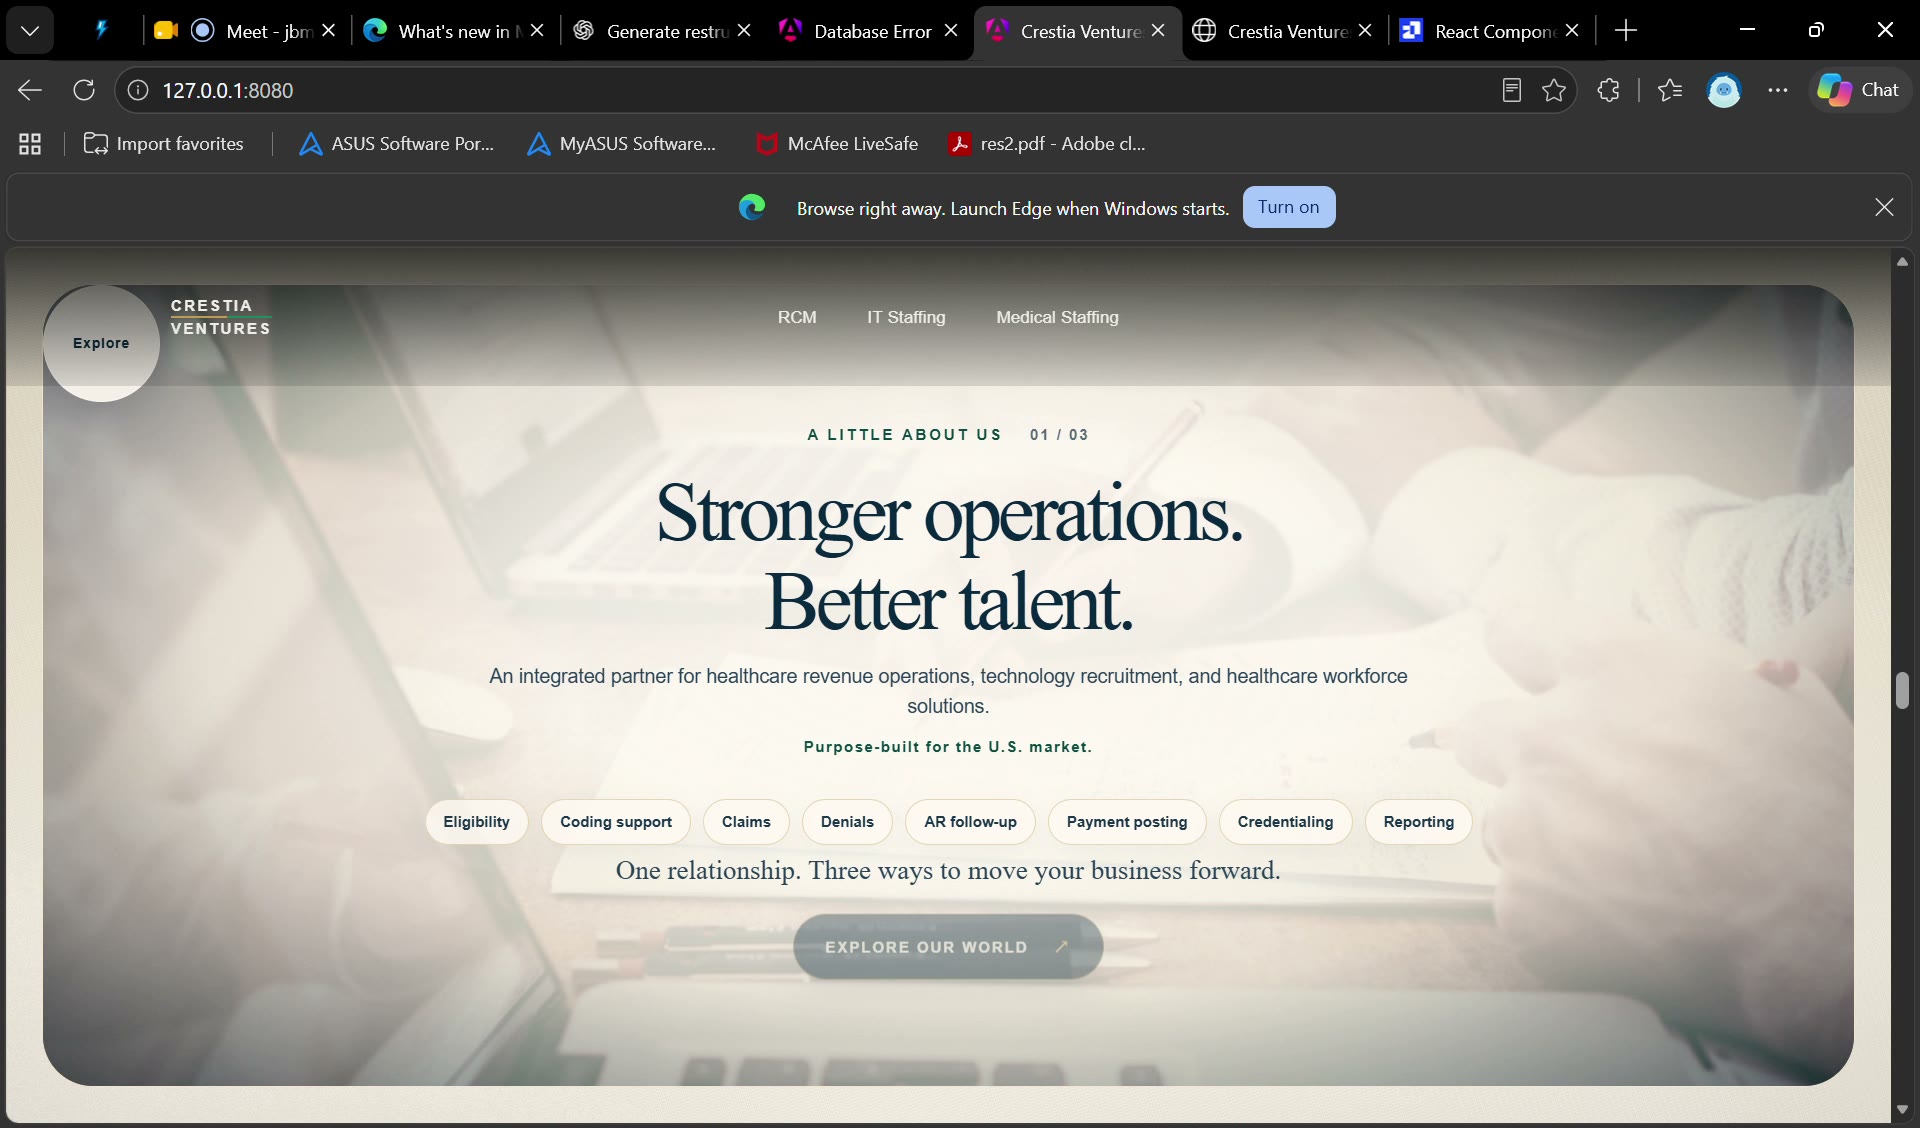 Meet - jbm
What's new in
Generate restru
Database Error
Crestia Venture
Crestia Venture
React Compon
127.0.0.1:8080
Chat
Import favorites
ASUS Software Por...
MyASUS Software...
McAfee LiveSafe
res2.pdf - Adobe cl...
Browse right away. Launch Edge when Windows starts.
Turn on
Explore
CRESTIA
VENTURES
RCM
IT Staffing
Medical Staffing
A LITTLE ABOUT US 01 / 03
Stronger operations.
Better talent.
An integrated partner for healthcare revenue operations, technology recruitment, and healthcare workforce
solutions.
Purpose-built for the U.S. market.
Eligibility
Coding support
Claims
Denials
AR follow-up
Payment posting
Credentialing
Reporting
One relationship. Three ways to move your business forward.
EXPLORE OUR WORLD ↗